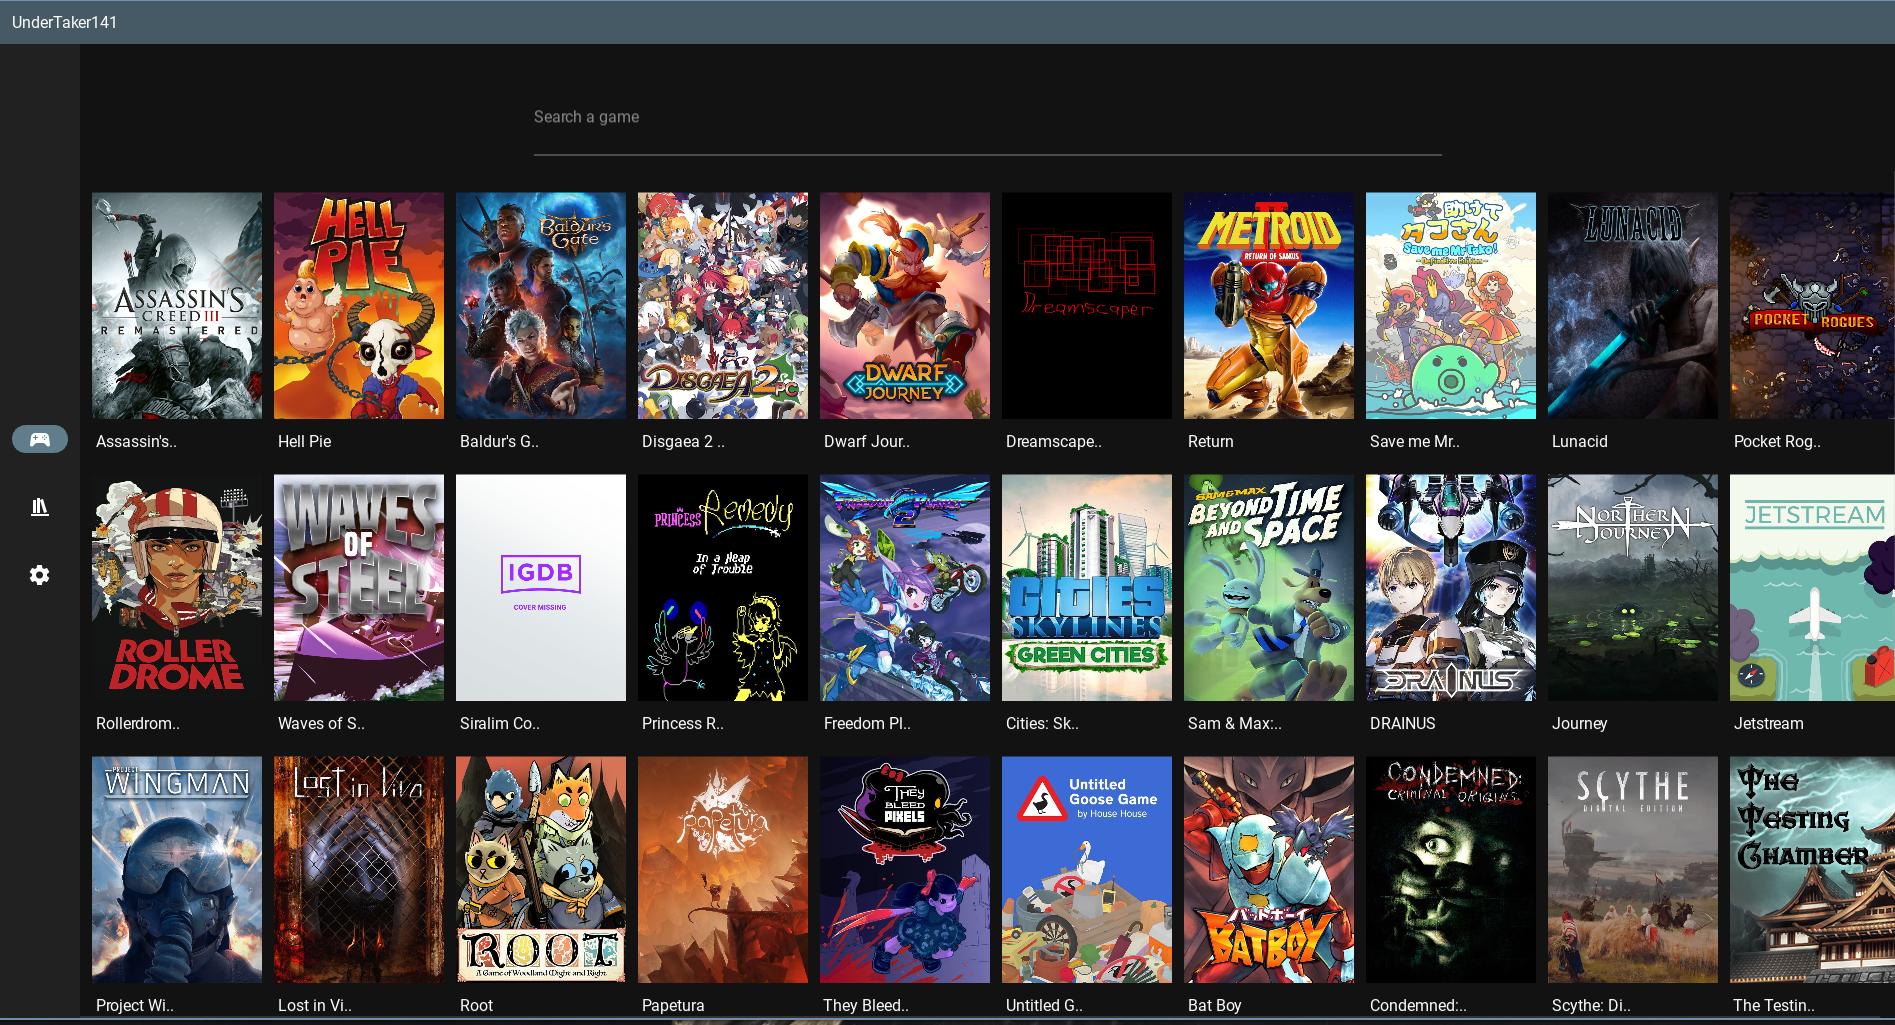 UnderTaker141
Search a game
ASSASSIN'S
CREED III
REMASTERED
HELL
PIE
BALDUR'S
GATE
DISGAEA 2 PC
DWARF
JOURNEY
Dreamscaper
II
METROID
RETURN OF SAMUS
助けて
タコさん
Save me Mr Tako!
- Definitive Edition -
LUNACID
POCKET ROGUES
Assassin's..
Hell Pie
Baldur's G..
Disgaea 2 ..
Dwarf Jour..
Dreamscape..
Return
Save me Mr..
Lunacid
Pocket Rog..
ROLLER
DROME
WAVES
OF
STEEL
IGDB
COVER MISSING
PRINCESS Remedy
In a Heap
of Trouble
FREEDOM PLANET
2
CITIES
SKYLINES
GREEN CITIES
SAM & MAX
BEYOND TIME
AND SPACE
DRAINUS
NORTHERN
JOURNEY
JETSTREAM
Rollerdrom..
Waves of S..
Siralim Co..
Princess R..
Freedom Pl..
Cities: Sk..
Sam & Max:..
DRAINUS
Journey
Jetstream
PROJECT
WINGMAN
Lost in Vivo
ROOT
A Game of Woodland Might and Right
Papetura
THEY
BLEED
PIXELS
Untitled
Goose Game
by House House
バットボーイ
BATBOY
CONDEMNED:
CRIMINAL ORIGINS
SCYTHE
DIGITAL EDITION
THE
TESTING
CHAMBER
Project Wi..
Lost in Vi..
Root
Papetura
They Bleed..
Untitled G..
Bat Boy
Condemned:..
Scythe: Di..
The Testin..